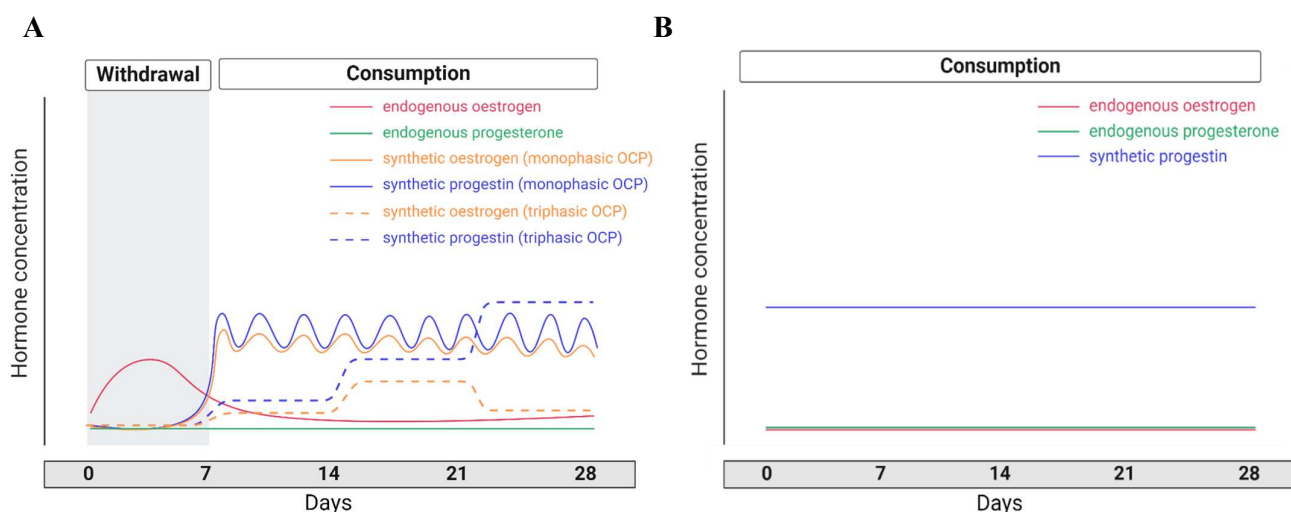 A
Withdrawal
Consumption
endogenous oestrogen
endogenous progesterone
synthetic oestrogen (monophasic OCP)
synthetic progestin (monophasic OCP)
synthetic oestrogen (triphasic OCP)
synthetic progestin (triphasic OCP)
Hormone concentration
0 7 14 21 28
Days
B
Consumption
endogenous oestrogen
endogenous progesterone
synthetic progestin
Hormone concentration
0 7 14 21 28
Days